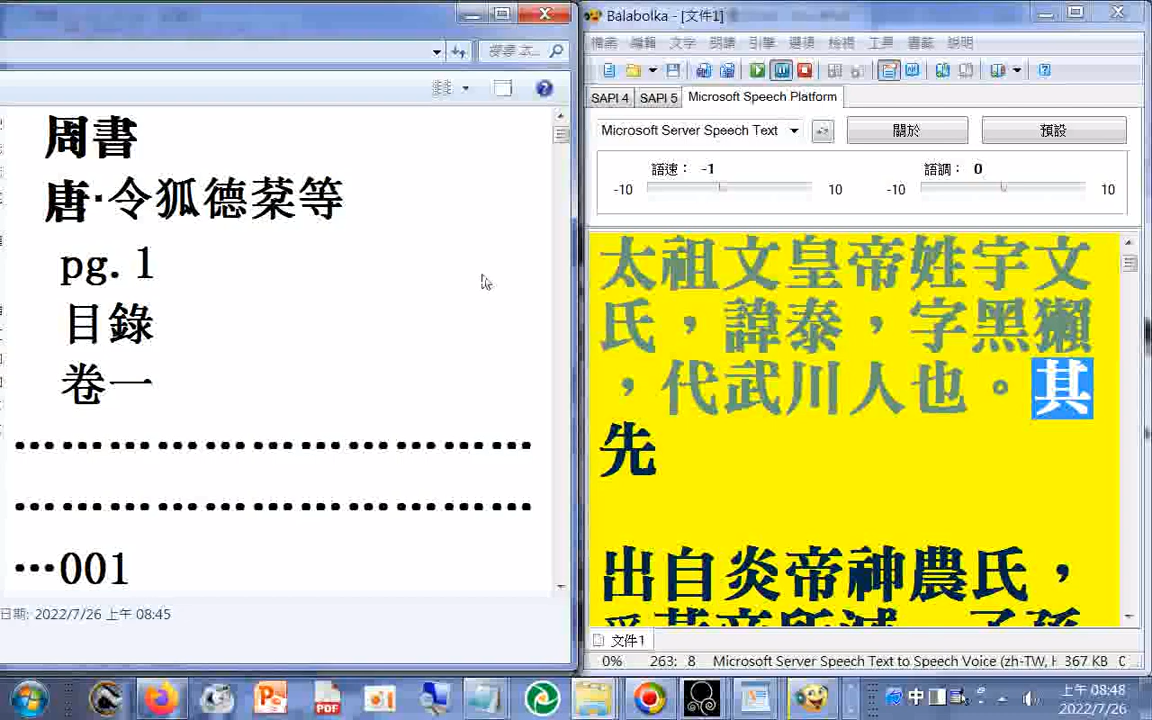 搜尋 本...
周書
唐·令狐德棻等
pg. 1
目錄
卷一
………………………………
………………………………
…001
日期: 2022/7/26 上午 08:45
Balabolka - [文件1]
檔案 編輯 文字 朗讀 引擎 選項 檢視 工具 書籤 說明
SAPI 4 SAPI 5 Microsoft Speech Platform
Microsoft Server Speech Text
關於
預設
語速： -1
-10 10
語調： 0
-10 10
太祖文皇帝姓宇文
氏，諱泰，字黑獺
，代武川人也。其
先
出自炎帝神農氏，
文件1
0% 263: 8 Microsoft Server Speech Text to Speech Voice (zh-TW, H 367 KB
PDF
中
上午 08:48
2022/7/26